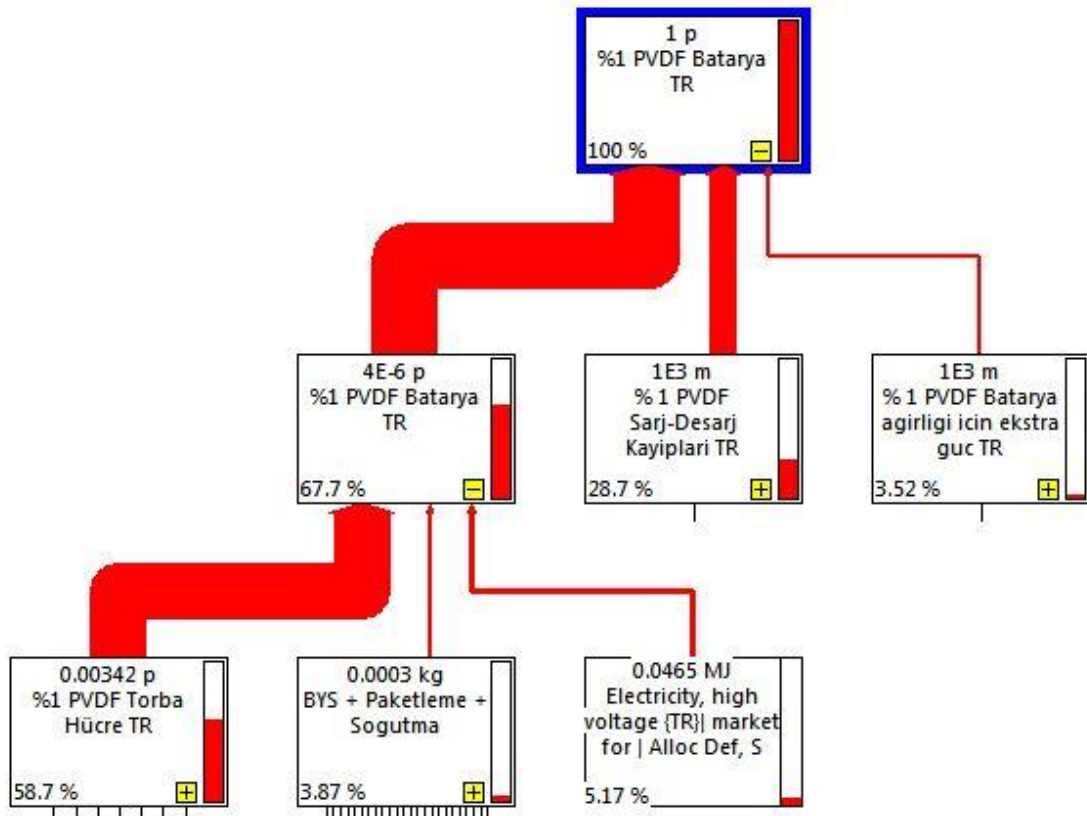 1 p
%1 PVDF Batarya
TR
100 %
4E-6 p
%1 PVDF Batarya
TR
67.7 %
1E3 m
% 1 PVDF
Sarj-Desarj
Kayiplari TR
28.7 %
1E3 m
% 1 PVDF Batarya
agirligi icin ekstra
guc TR
3.52 %
0.00342 p
%1 PVDF Torba
Hücre TR
58.7 %
0.0003 kg
BYS + Paketleme +
Sogutma
3.87 %
0.0465 MJ
Electricity, high
voltage {TR}| market
for | Alloc Def, S
5.17 %